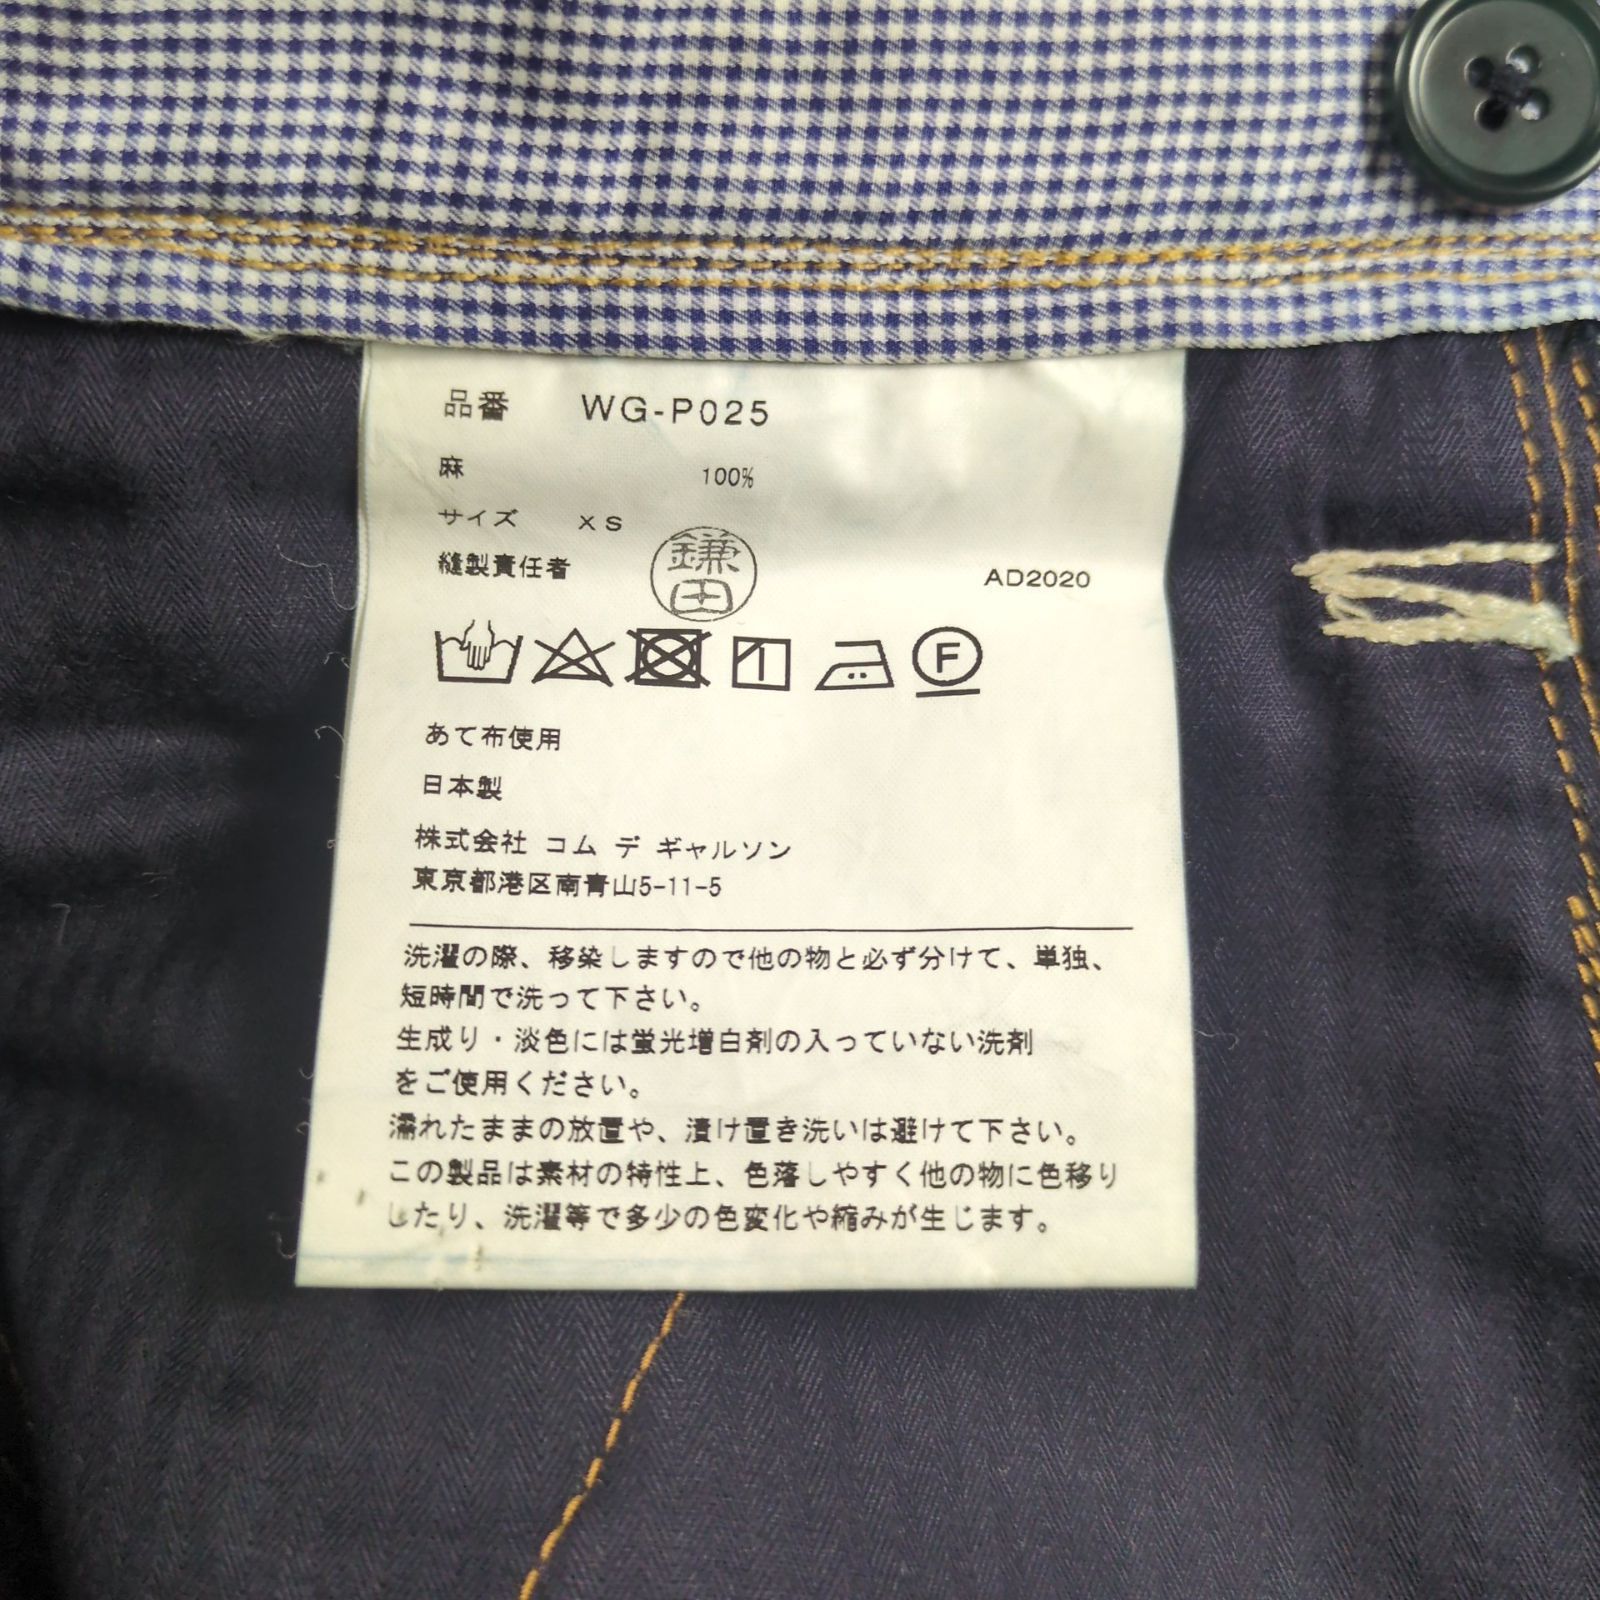 品番 WG-P025
麻 100%
サイズ XS
縫製責任者 鎌田 AD2020
F
あて布使用
日本製
株式会社 コム デ ギャルソン
東京都港区南青山5-11-5
洗濯の際、移染しますので他の物と必ず分けて、単独、
短時間で洗って下さい。
生成り・淡色には蛍光増白剤の入っていない洗剤
をご使用ください。
濡れたままの放置や、漬け置き洗いは避けて下さい。
この製品は素材の特性上、色落しやすく他の物に色移り
したり、洗濯等で多少の色変化や縮みが生じます。